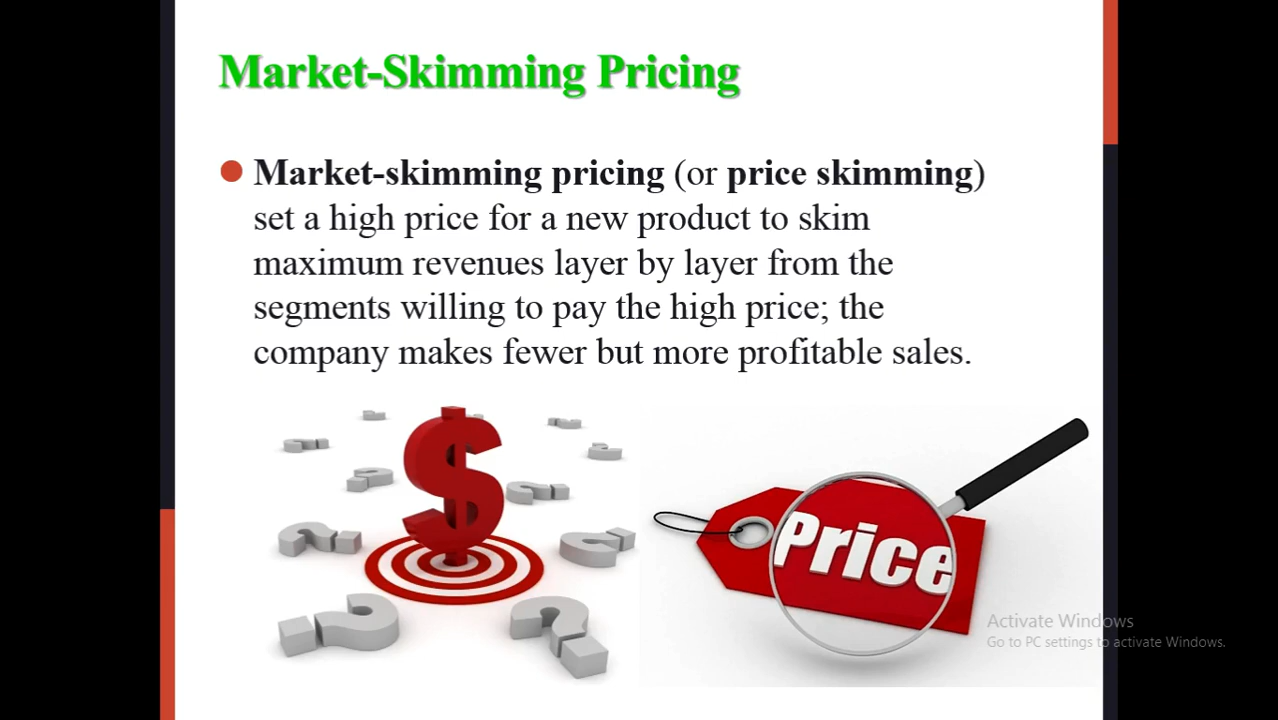 Market-Skimming Pricing
Market-skimming pricing (or price skimming)
set a high price for a new product to skim
maximum revenues layer by layer from the
segments willing to pay the high price; the
company makes fewer but more profitable sales.
$
Price
Activate Windows
Go to PC settings to activate Windows.